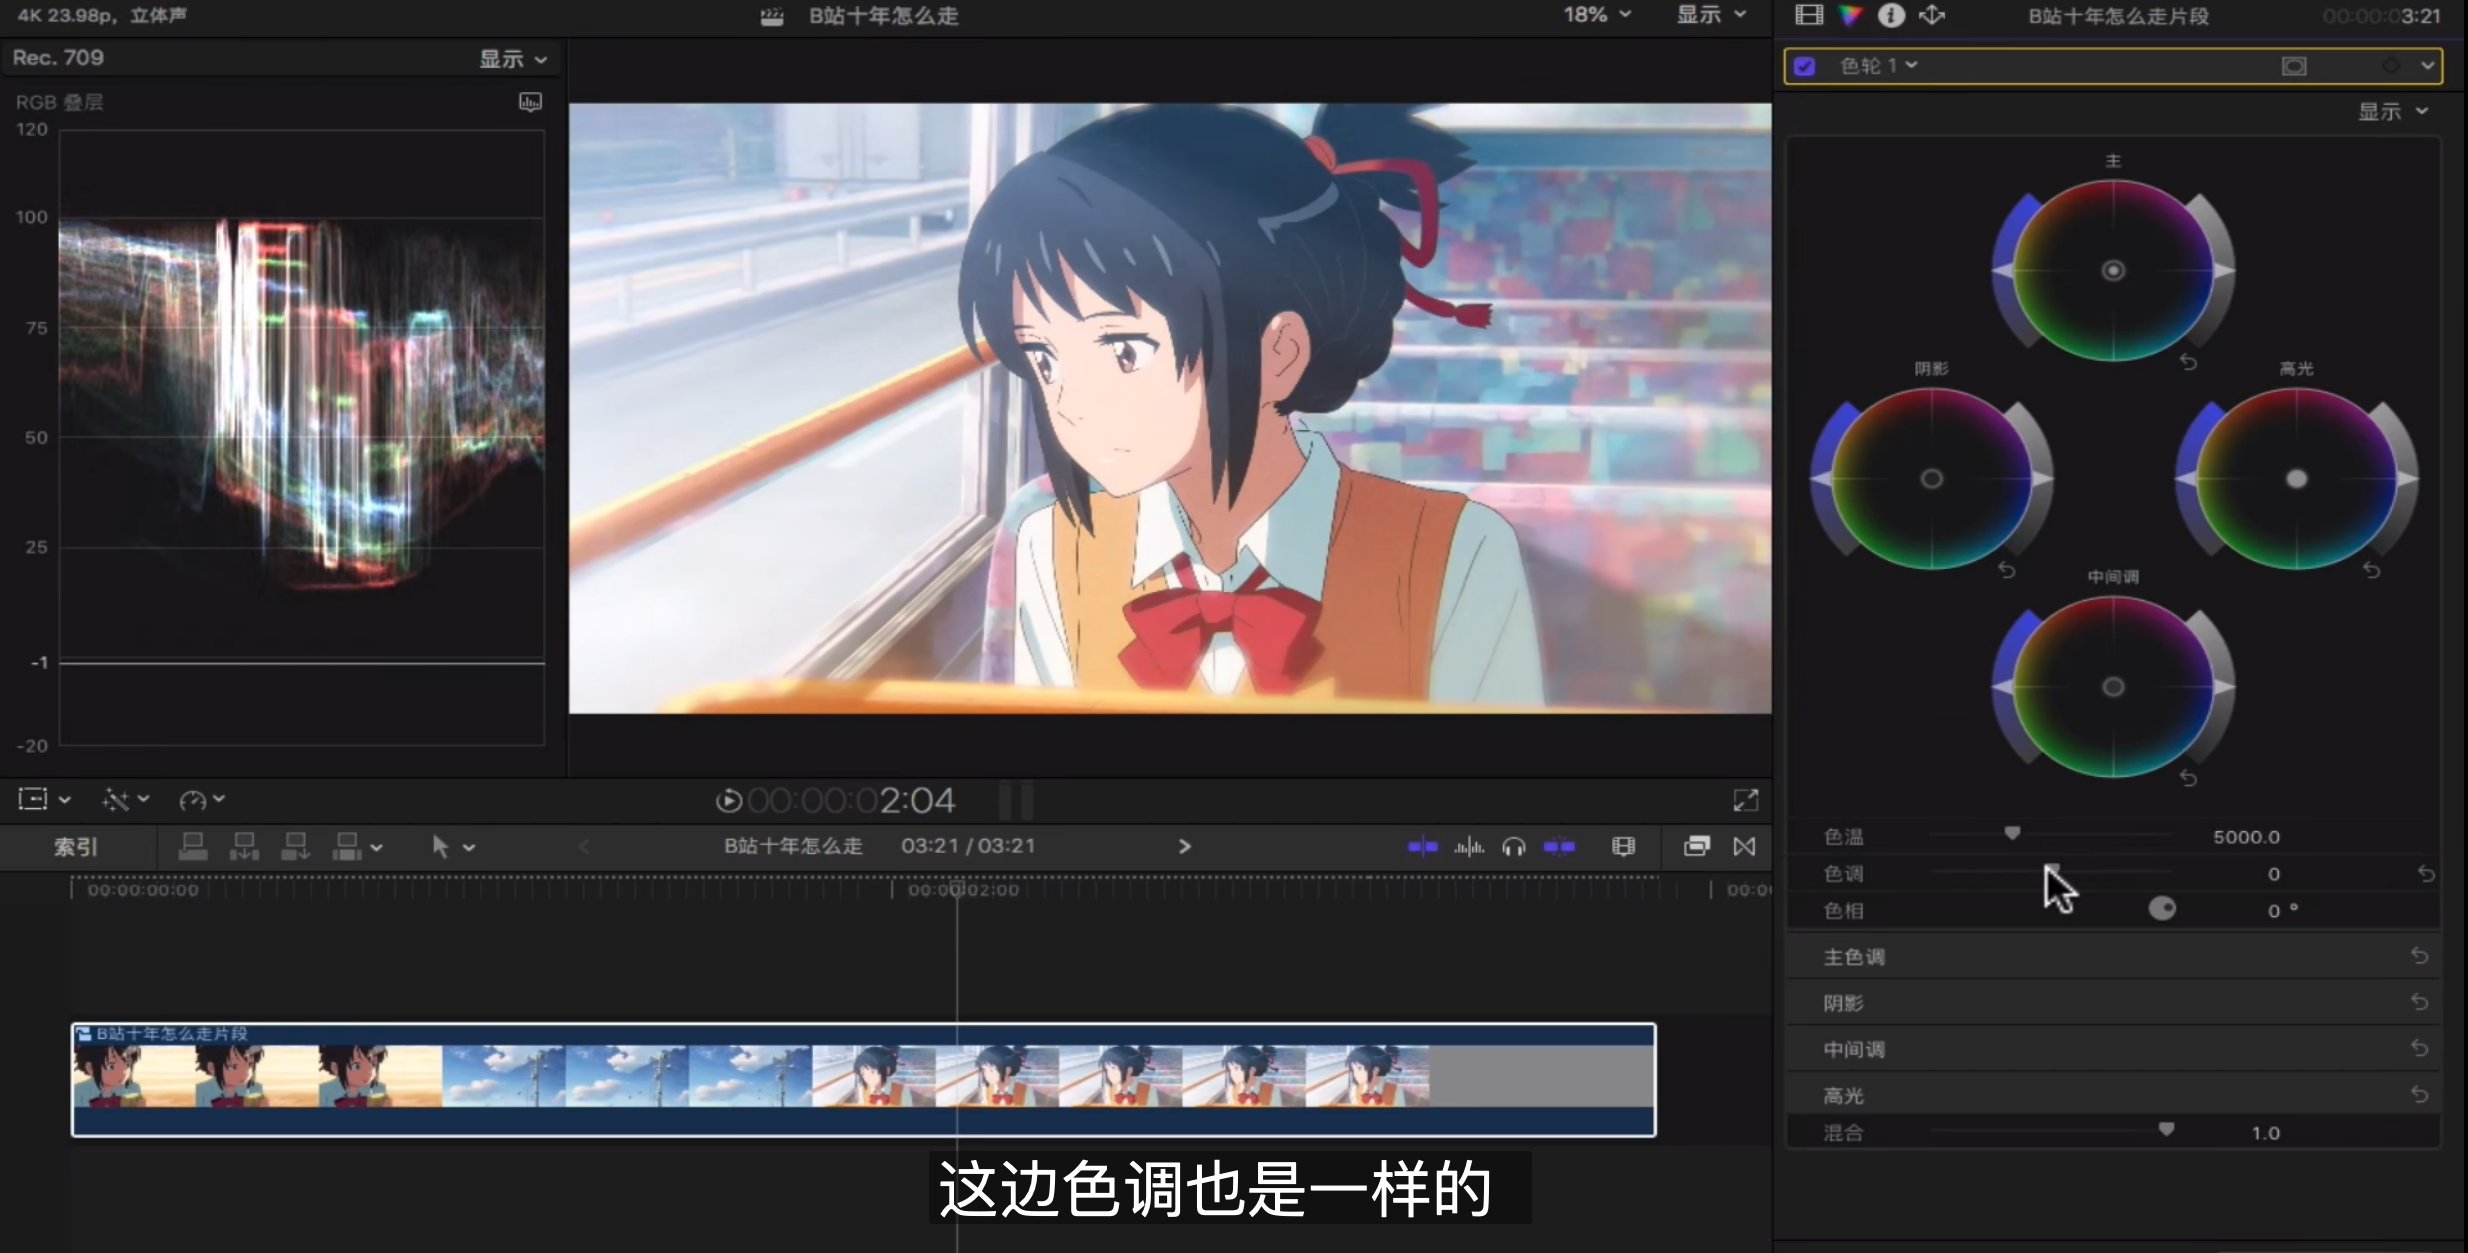 4K 23.98p，立体声
B站十年怎么走
18%
显示
B站十年怎么走片段
00:00:03:21
Rec. 709
显示
色轮 1
RGB 叠层
显示
120
100
75
50
25
-1
-20
主
阴影
高光
中间调
00:00:02:04
色温
5000.0
色调
0
色相
0 °
索引
B站十年怎么走
03:21 / 03:21
00:00:00:00
00:00:02:00
主色调
阴影
中间调
高光
混合
1.0
B站十年怎么走片段
这边色调也是一样的